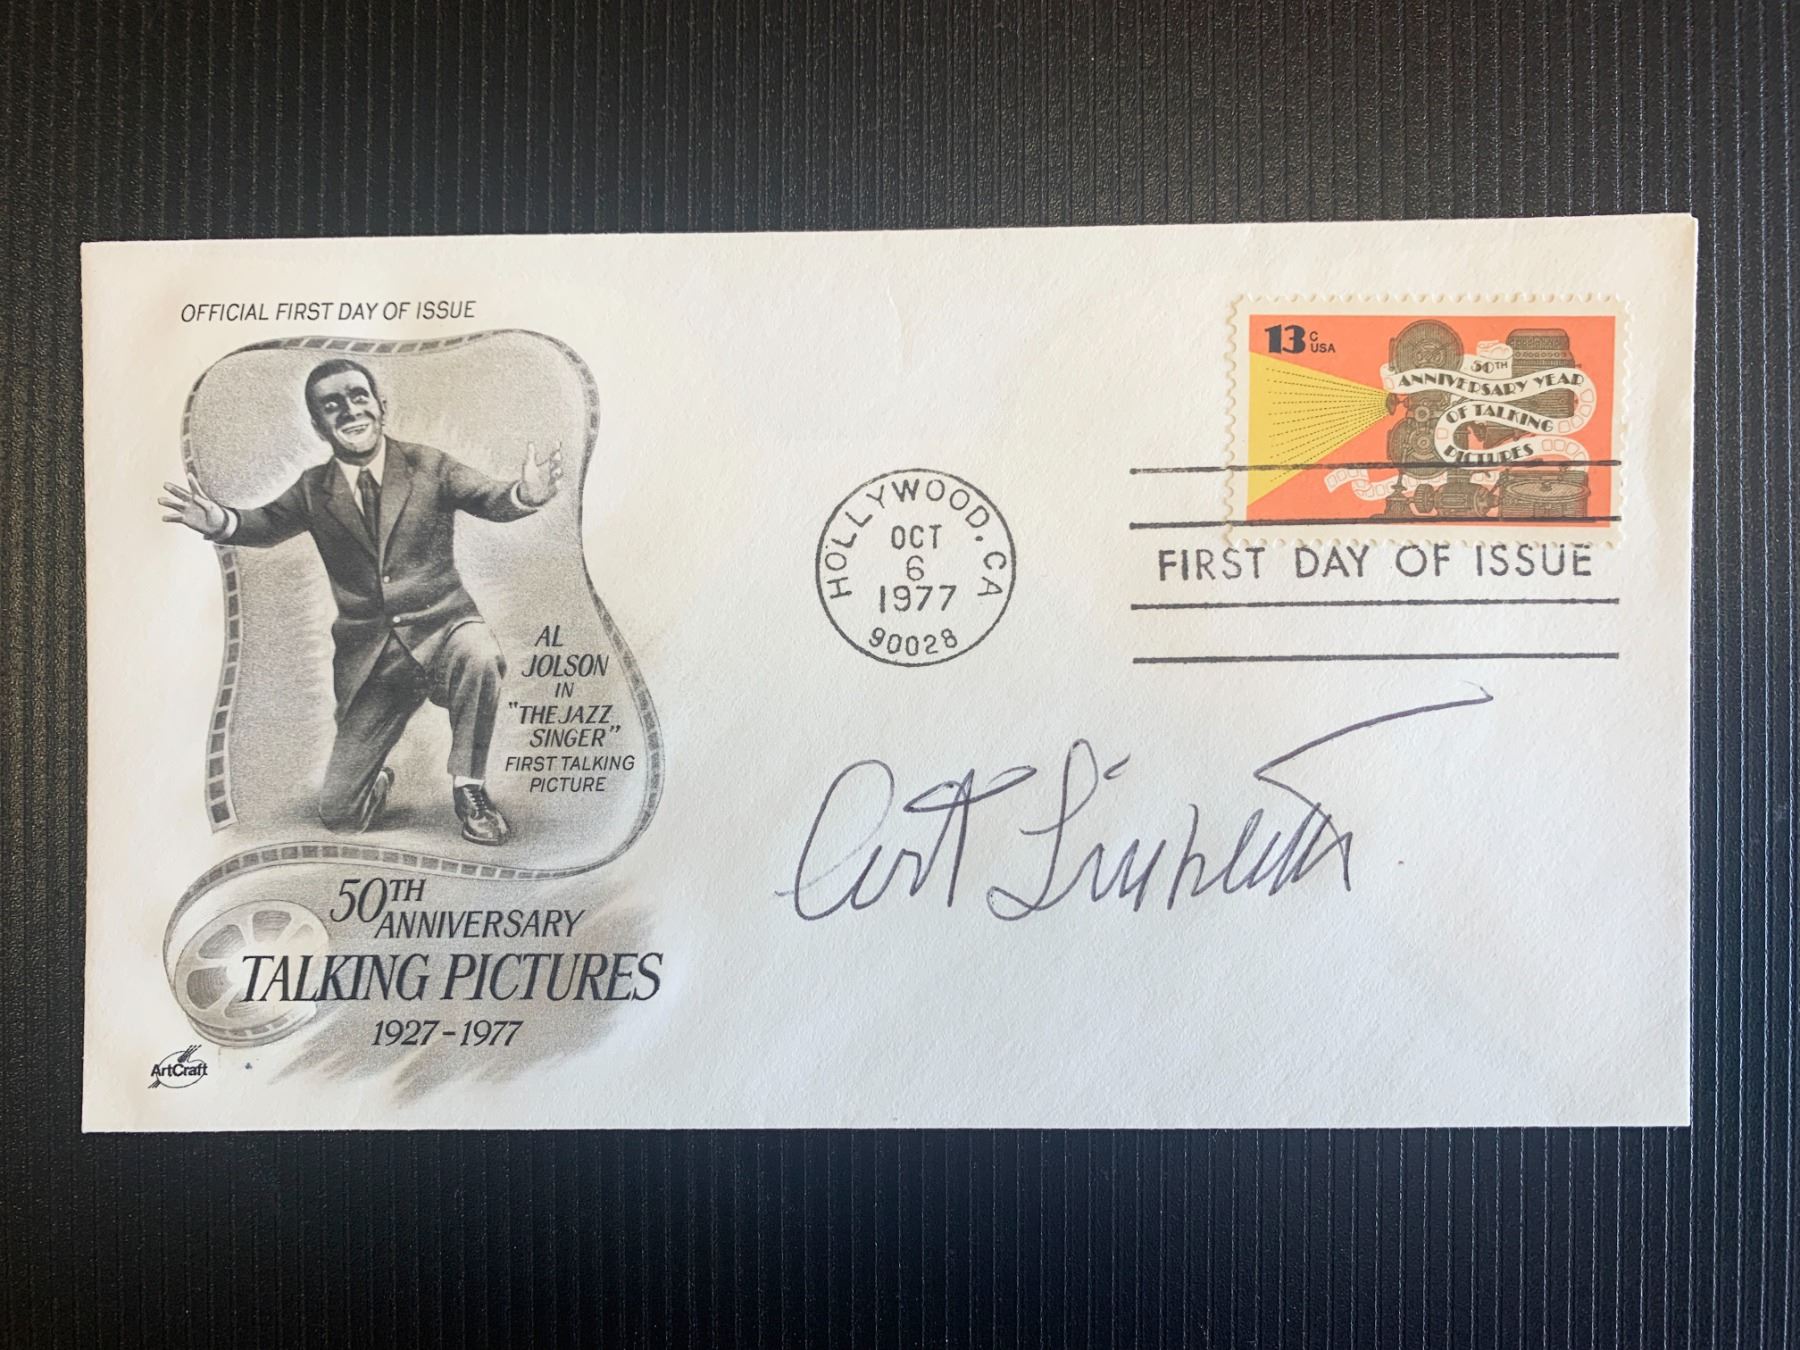 OFFICIAL FIRST DAY OF ISSUE
AL
JOLSON
IN
"THE JAZZ
SINGER"
FIRST TALKING
PICTURE
50TH
ANNIVERSARY
TALKING PICTURES
1927-1977
ArtCraft
HOLLYWOOD, CA
OCT
6
1977
90028
13c
USA
50TH
ANNIVERSARY YEAR
OF TALKING
PICTURES
FIRST DAY OF ISSUE
Art